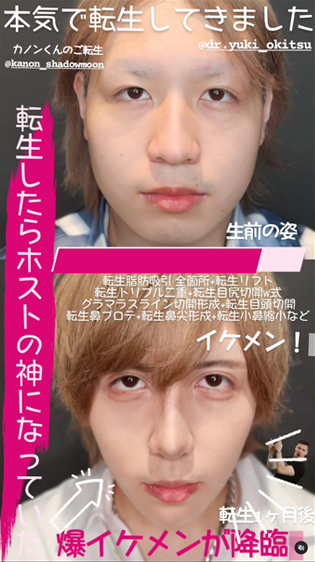 本気で転生してきました
@dr.yuki_okitsu
カノンくんのご転生
@kanon_shadowmoon
転生したらホストの神になっていた
生前の姿
転生脂肪吸引 全箇所+転生リフト
転生トリプル二重+転生目尻切開w式
グラマラスライン切開形成+転生目頭切開
転生鼻プロテ+転生鼻尖形成+転生小鼻縮小など
イケメン！
転生1ヶ月後
爆イケメンが降臨